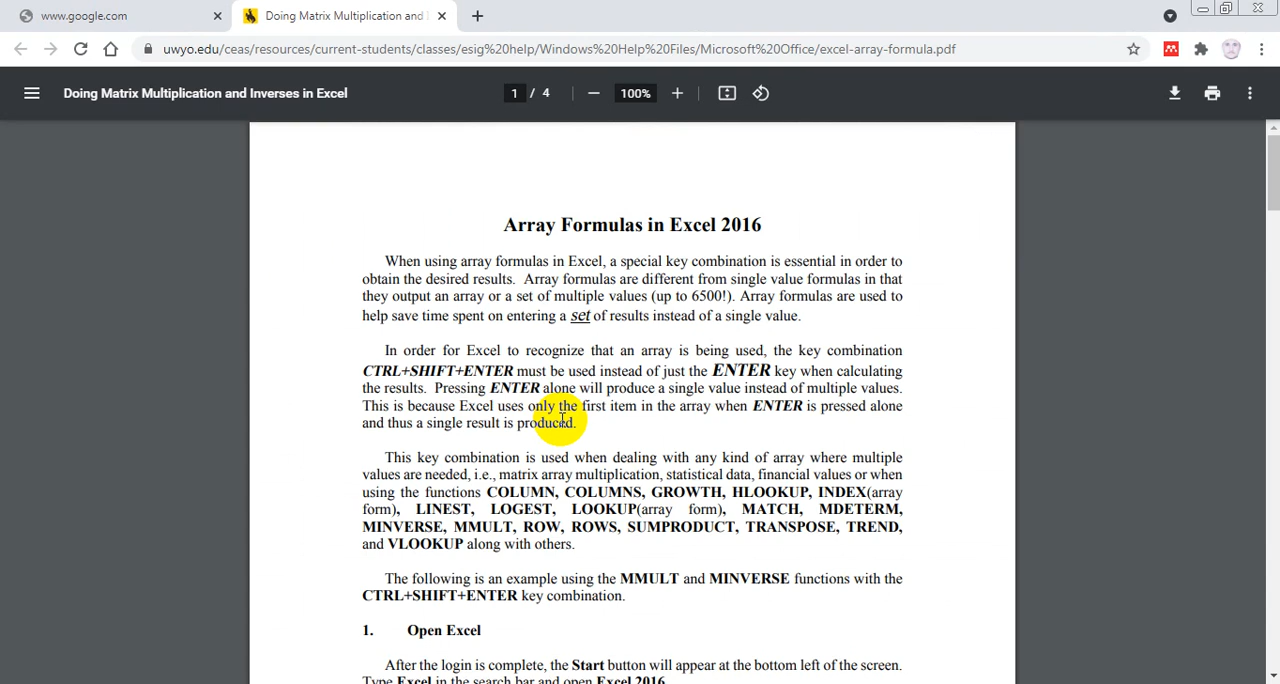 www.google.com
Doing Matrix Multiplication and
uwyo.edu/ceas/resources/current-students/classes/esig%20help/Windows%20Help%20Files/Microsoft%20Office/excel-array-formula.pdf
Doing Matrix Multiplication and Inverses in Excel
1 / 4
100%
Array Formulas in Excel 2016
When using array formulas in Excel, a special key combination is essential in order to
obtain the desired results. Array formulas are different from single value formulas in that
they output an array or a set of multiple values (up to 6500!). Array formulas are used to
help save time spent on entering a set of results instead of a single value.
In order for Excel to recognize that an array is being used, the key combination
CTRL+SHIFT+ENTER must be used instead of just the ENTER key when calculating
the results. Pressing ENTER alone will produce a single value instead of multiple values.
This is because Excel uses only the first item in the array when ENTER is pressed alone
and thus a single result is produced.
This key combination is used when dealing with any kind of array where multiple
values are needed, i.e., matrix array multiplication, statistical data, financial values or when
using the functions COLUMN, COLUMNS, GROWTH, HLOOKUP, INDEX(array
form), LINEST, LOGEST, LOOKUP(array form), MATCH, MDETERM,
MINVERSE, MMULT, ROW, ROWS, SUMPRODUCT, TRANSPOSE, TREND,
and VLOOKUP along with others.
The following is an example using the MMULT and MINVERSE functions with the
CTRL+SHIFT+ENTER key combination.
1. Open Excel
After the login is complete, the Start button will appear at the bottom left of the screen.
Type Excel in the search bar and open Excel 2016.